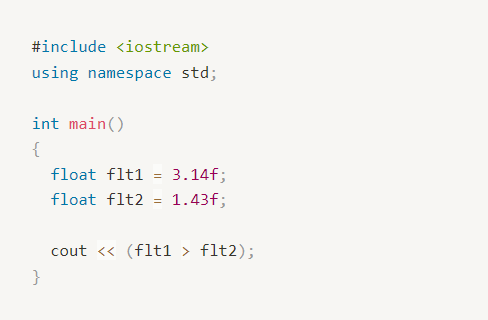 #include <iostream>
using namespace std;

int main()
{
  float flt1 = 3.14f;
  float flt2 = 1.43f;

  cout << (flt1 > flt2);
}